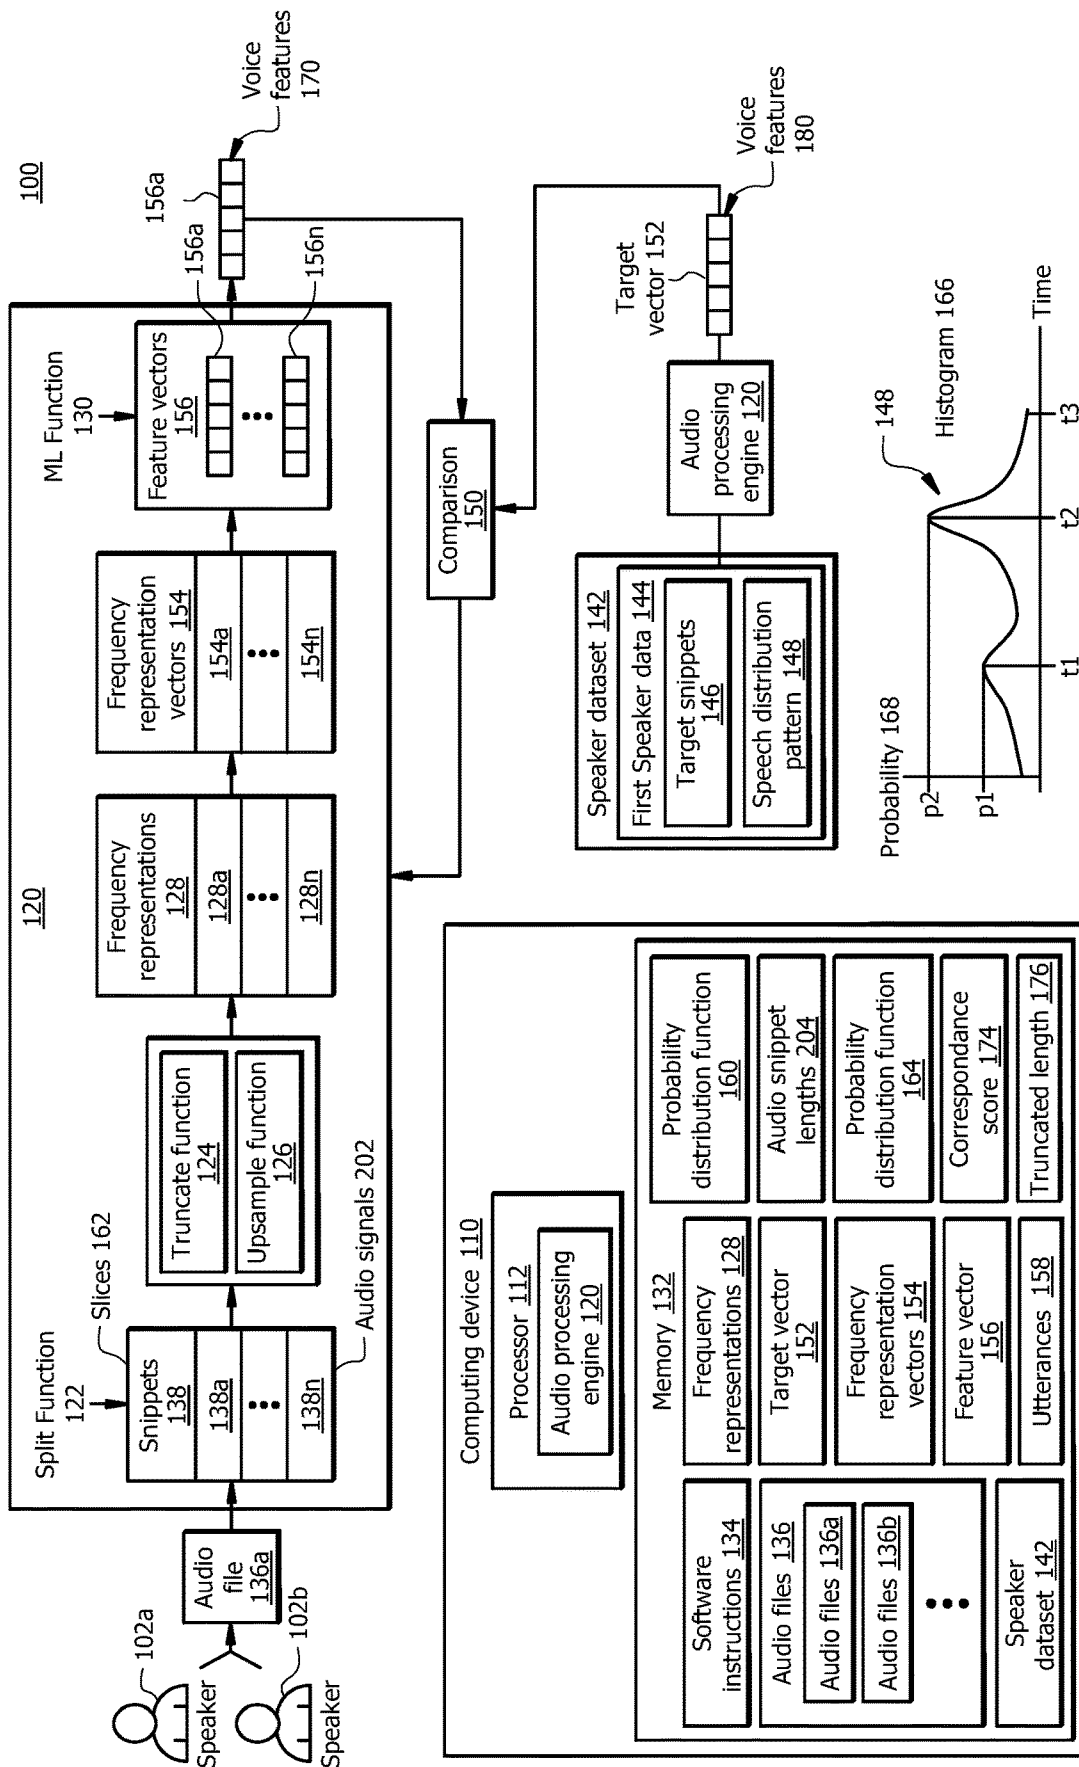 100
120
Split Function
122
Slices 162
Snippets
138
138a
138n
Audio signals 202
Truncate function
124
Upsample function
126
Frequency
representations
128
128a
128n
Frequency
representation
vectors 154
154a
154n
ML Function
130
Feature vectors
156
156a
156n
156a
Voice
features
170
Speaker
102a
Speaker
102b
Audio
file
136a
Comparison
150
Computing device 110
Processor 112
Audio processing
engine 120
Memory 132
Software
instructions 134
Audio files 136
Audio files 136a
Audio files 136b
Speaker
dataset 142
Frequency
representations 128
Target vector
152
Frequency
representation
vectors 154
Feature vector
156
Utterances 158
Probability
distribution function
160
Audio snippet
lengths 204
Probability
distribution function
164
Correspondance
score 174
Truncated length 176
Speaker dataset 142
First Speaker data 144
Target snippets
146
Speech distribution
pattern 148
Audio
processing
engine 120
Target
vector 152
Voice
features
180
Probability 168
p2
p1
148
Histogram 166
t1
t2
t3
Time